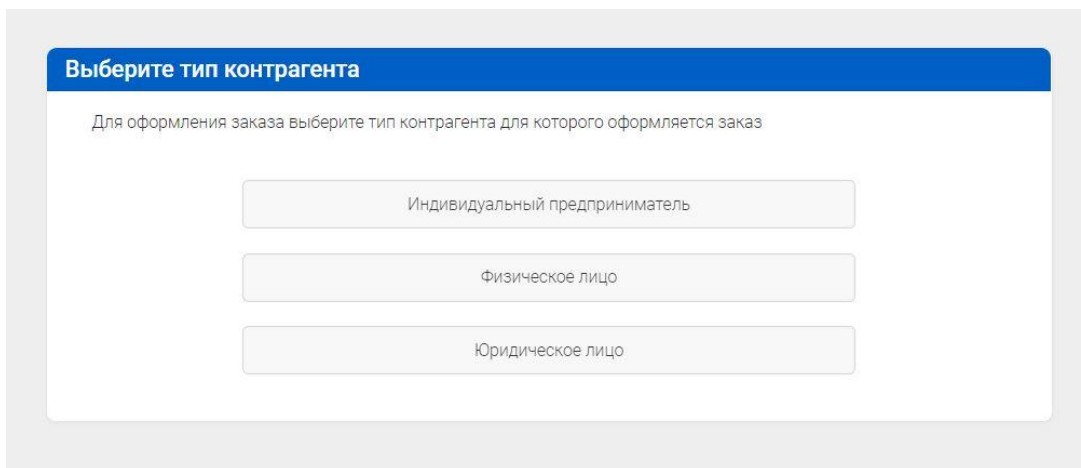 Выберите тип контрагента
Для оформления заказа выберите тип контрагента для которого оформляется заказ
Индивидуальный предприниматель
Физическое лицо
Юридическое лицо